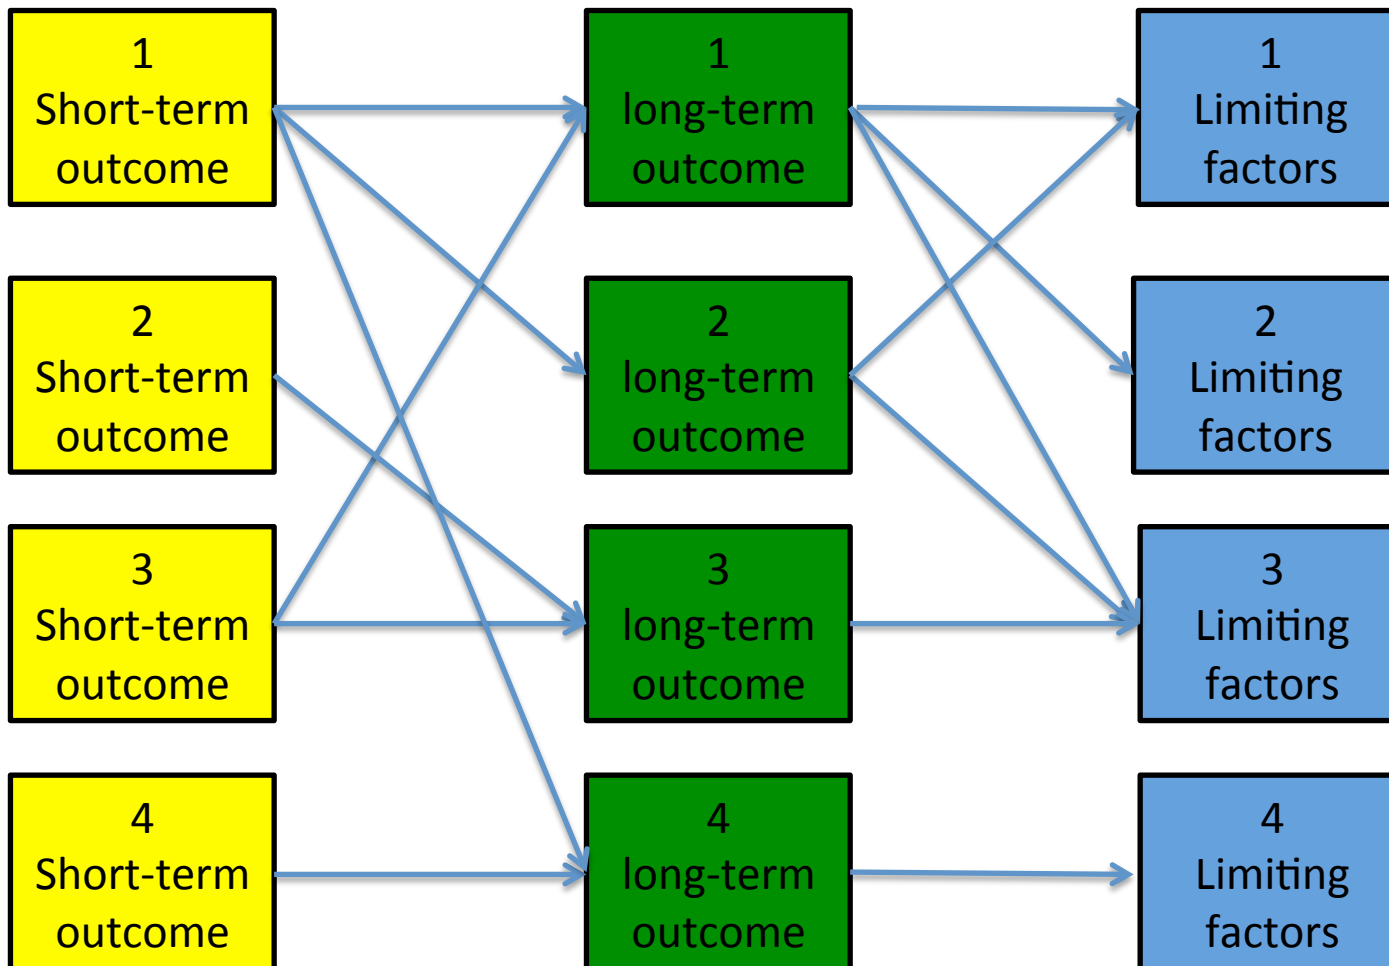 1
Short-term
outcome
1
long-term
outcome
1
Limiting
factors
2
Short-term
outcome
2
long-term
outcome
2
Limiting
factors
3
Short-term
outcome
3
long-term
outcome
3
Limiting
factors
4
Short-term
outcome
4
long-term
outcome
4
Limiting
factors